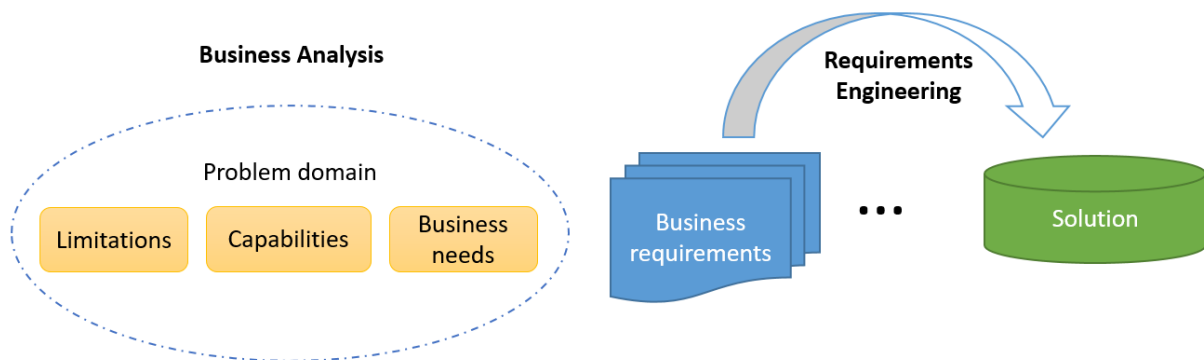 Business Analysis
Problem domain
Limitations
Capabilities
Business
needs
Requirements
Engineering
Business
requirements
...
Solution